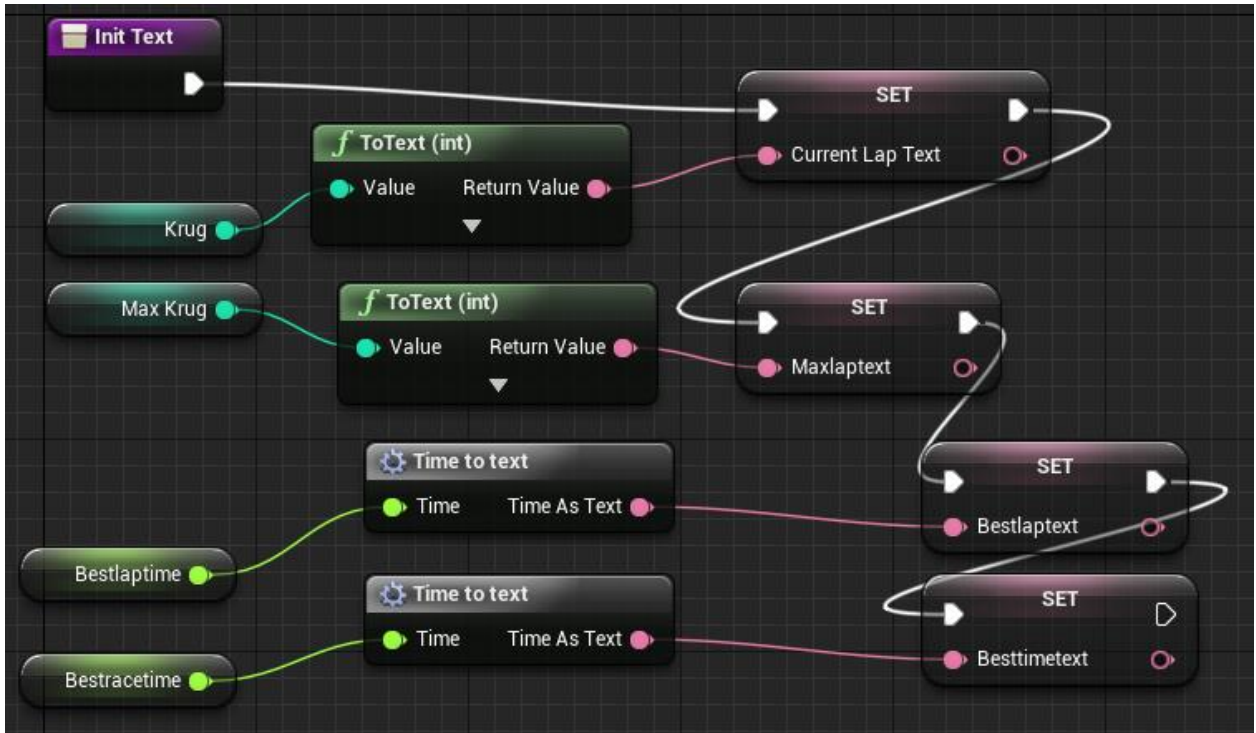 Init Text
SET
Current Lap Text
ToText (int)
Value Return Value
Krug
SET
Maxlaptext
ToText (int)
Value Return Value
Max Krug
SET
Bestlaptext
Time to text
Time Time As Text
Bestlaptime
SET
Besttimetext
Time to text
Time Time As Text
Bestracetime